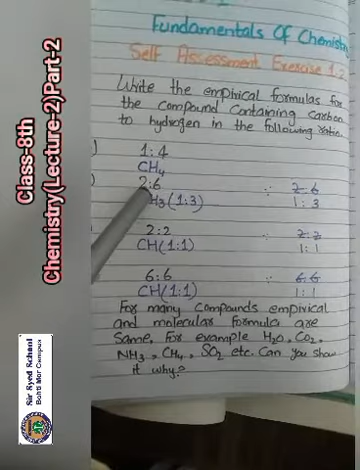 Fundamentals Of Chemistry
Self Assessment Exercise 1.2
Write the empirical formulas for
the compound containing carbon
to hydrogen in the following ratio.
) 1:4
CH4
) 2:6 ∵ 2:6
H3 (1:3) 1:3
2:2 ∵ 2:2
CH (1:1) 1:1
6:6 ∵ 6:6
CH (1:1) 1:1
For many compounds empirical
and molecular formula are
Same. For example H2O, CO2,
NH3, CH4, SO2 etc. Can you show
it why?
Class-8th
Chemistry(Lecture-2)Part-2
Sir Syed School
Bohti Mor Campus